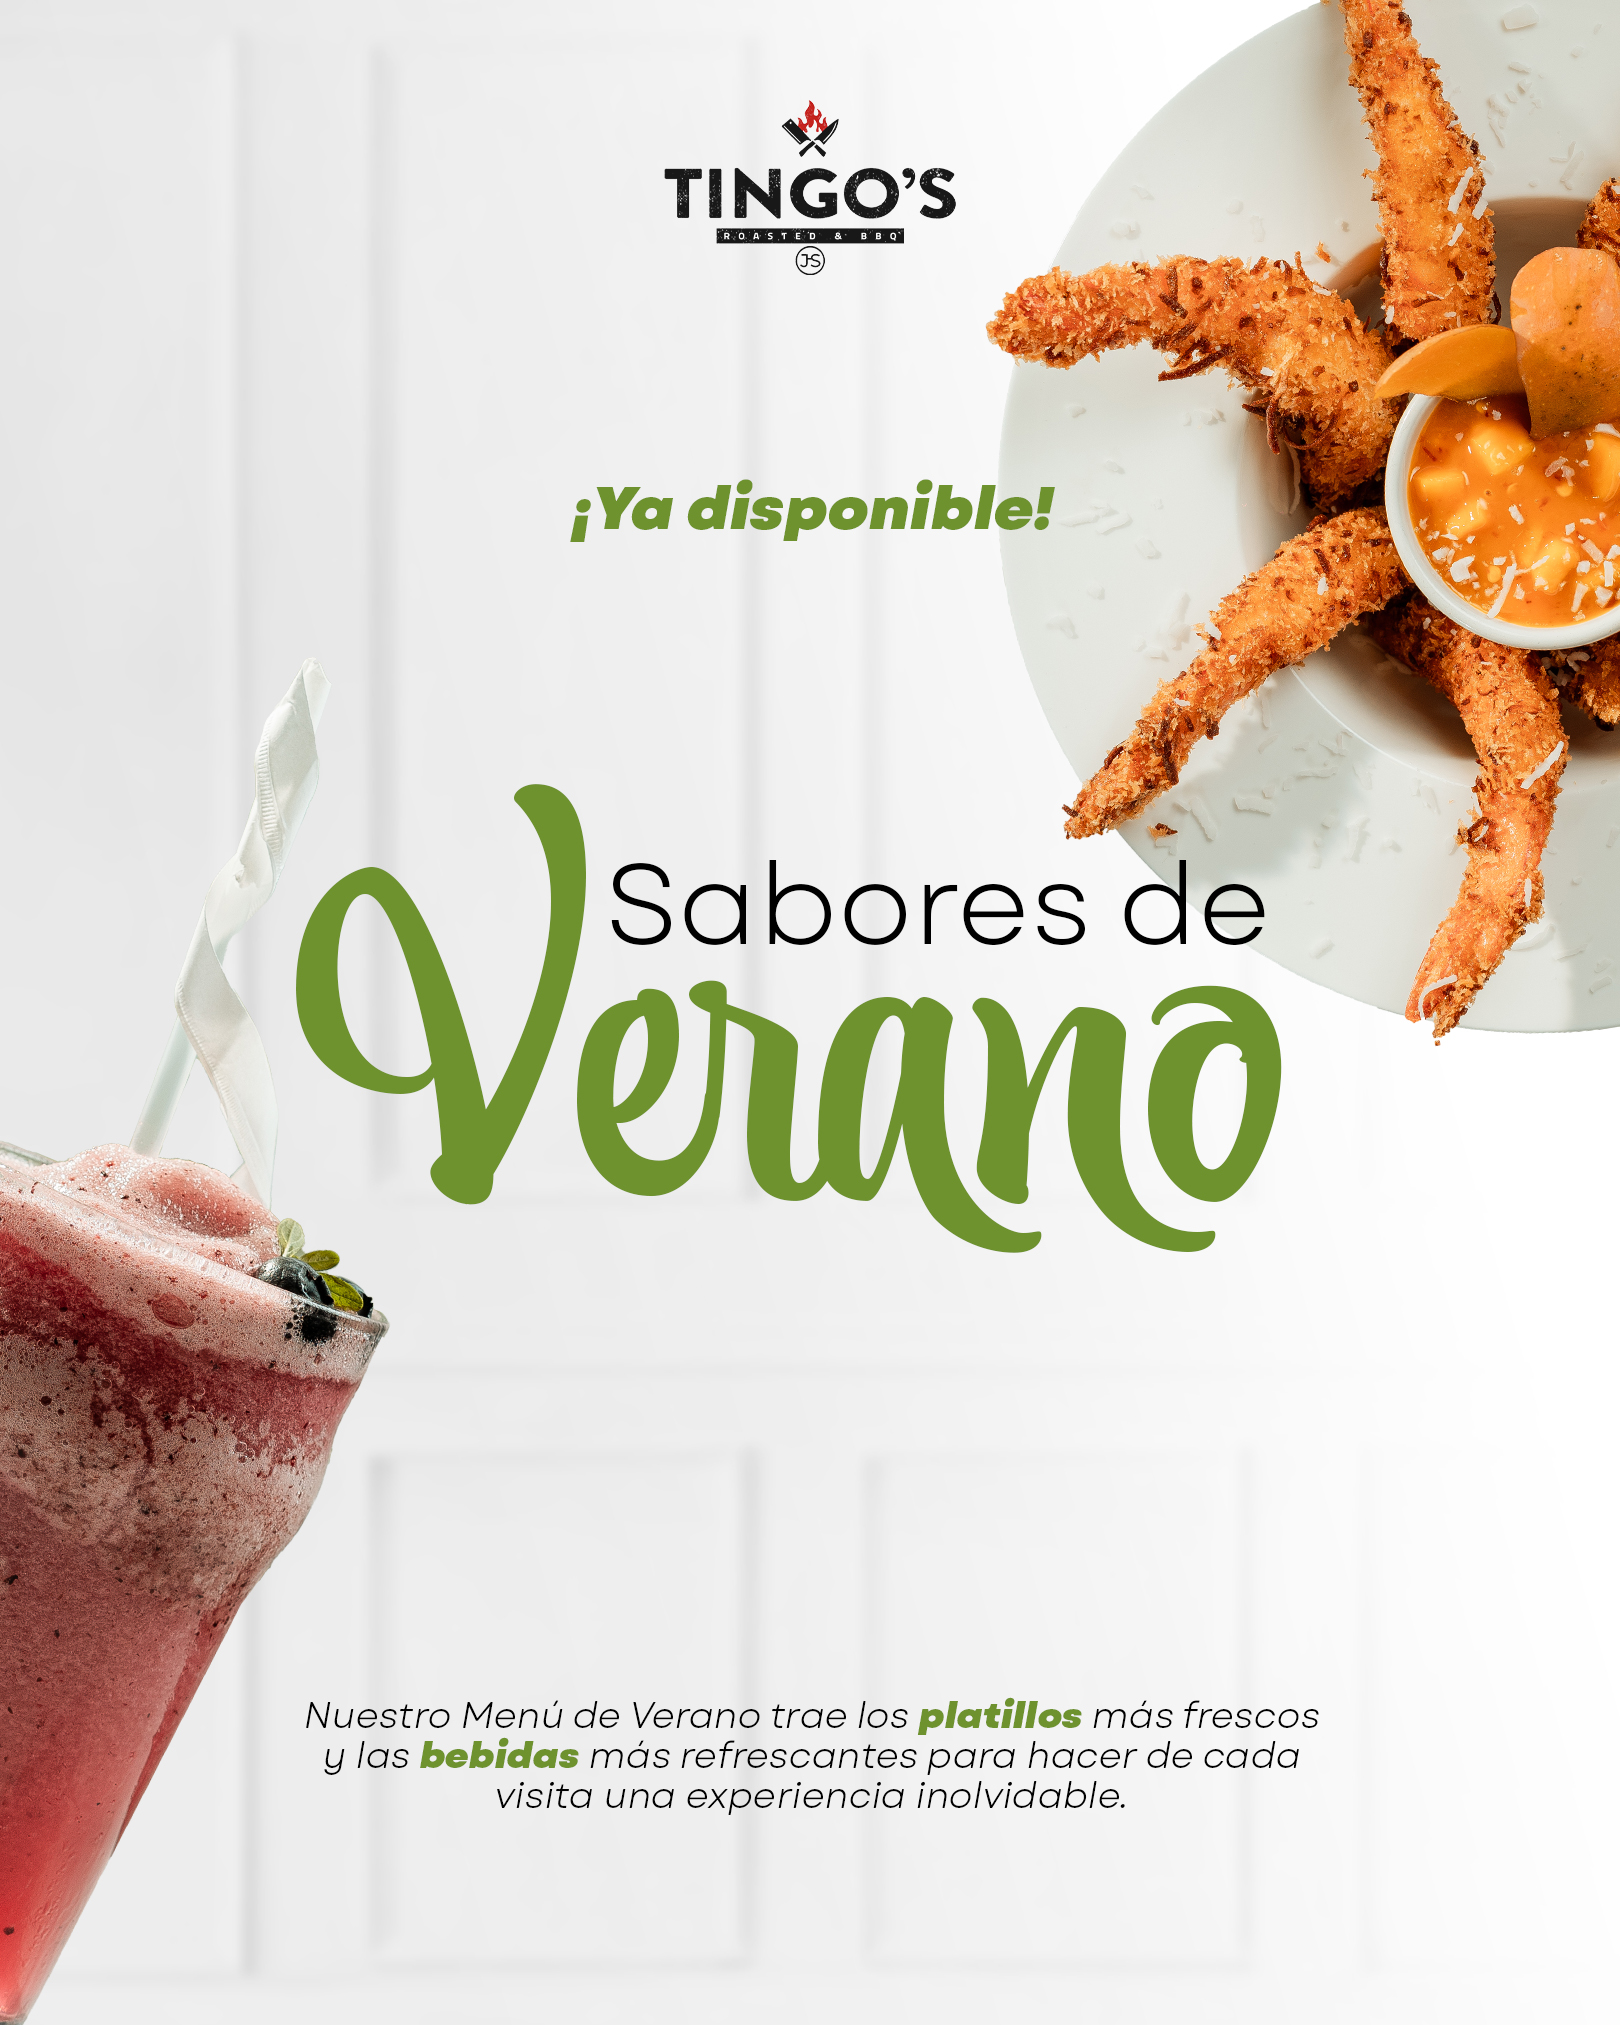 TINGO'S
ROASTED & BBQ
JS
¡Ya disponible!
Sabores de
Verano
Nuestro Menú de Verano trae los platillos más frescos
y las bebidas más refrescantes para hacer de cada
visita una experiencia inolvidable.